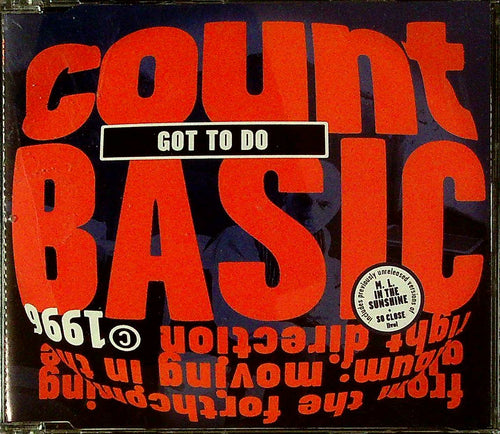 count
GOT TO DO
BASIC
includes previously unreleased versions of
M. L.
IN THE
SUNSHINE
•
SO CLOSE
(live)
© 1996
from the forthcoming
album: moving in the
right direction